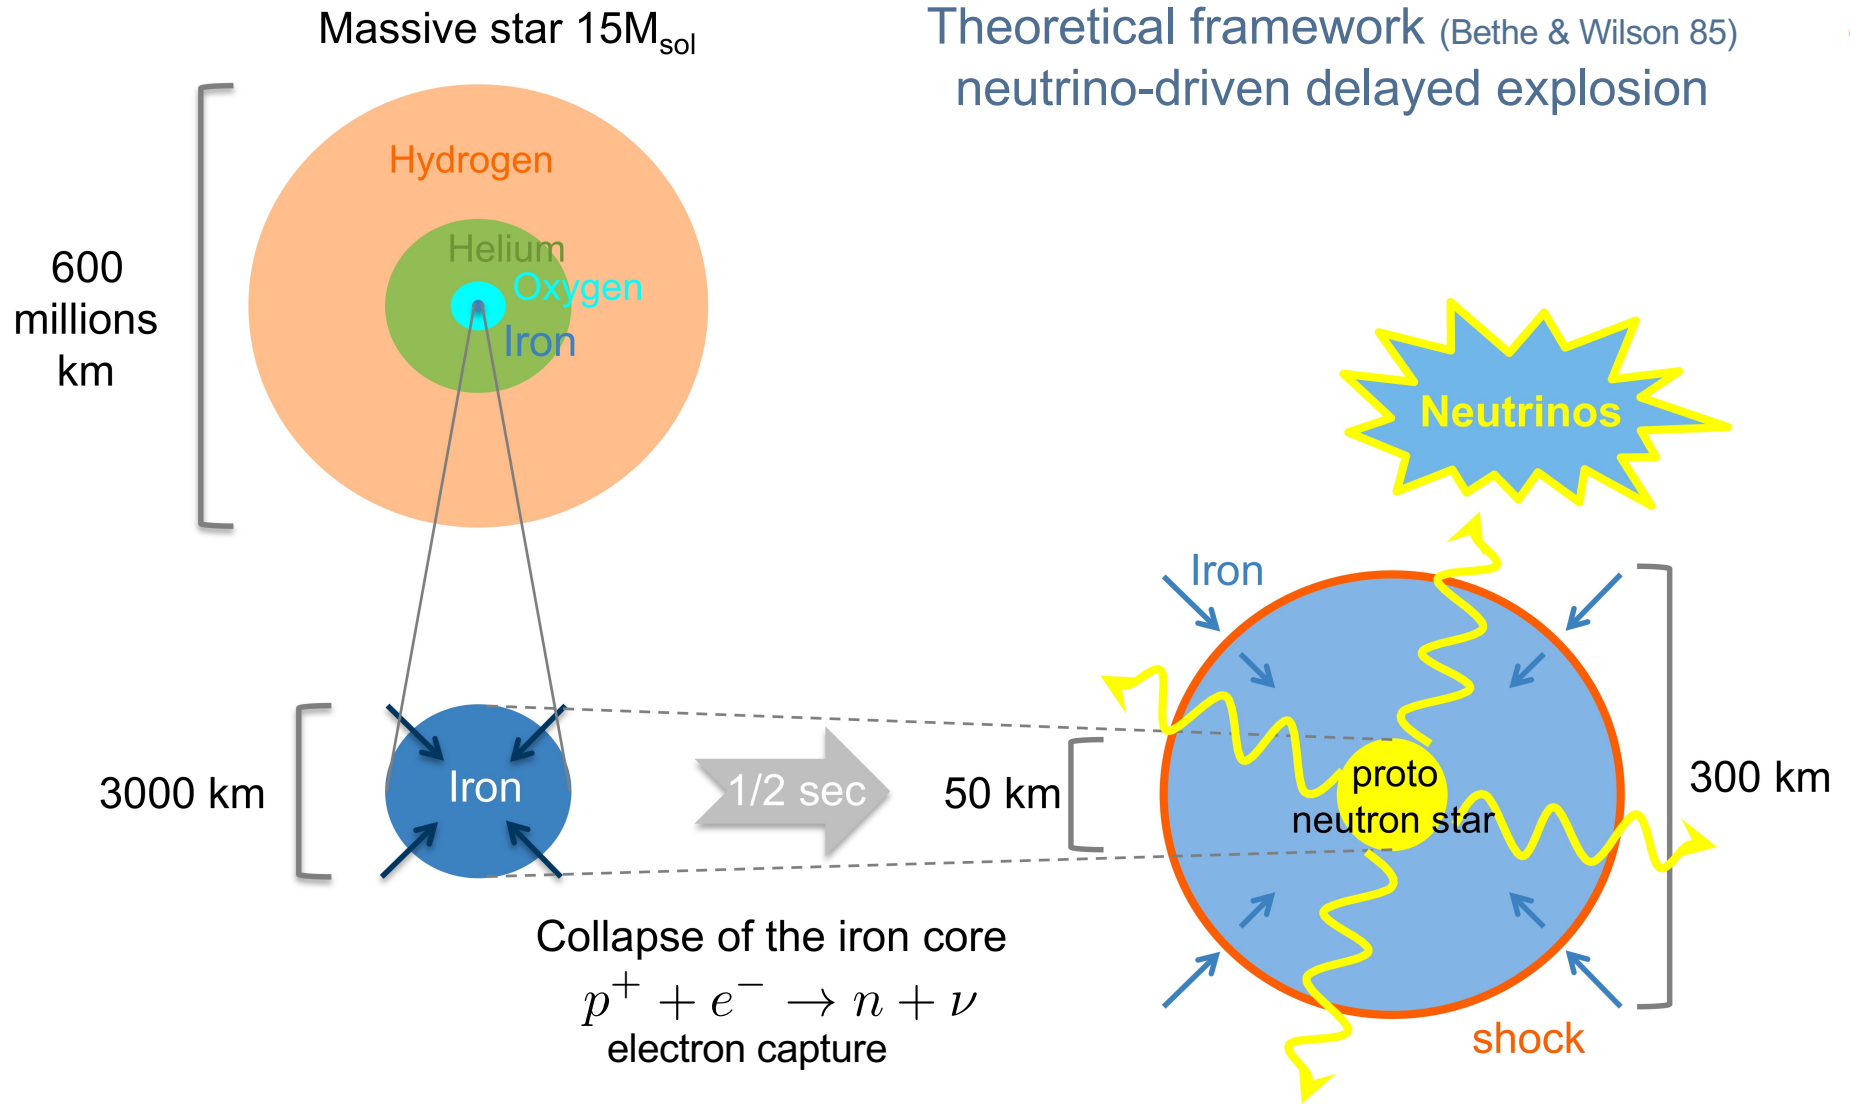 Massive star 15M_sol
Theoretical framework (Bethe & Wilson 85)
neutrino-driven delayed explosion
Hydrogen
Helium
Oxygen
Iron
600
millions
km
Neutrinos
Iron
3000 km
Iron
1/2 sec
50 km
proto
neutron star
300 km
Collapse of the iron core
p⁺ + e⁻ → n + ν
electron capture
shock